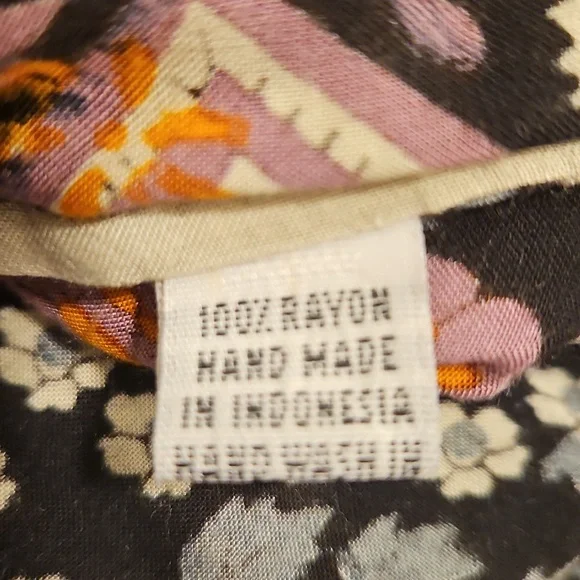 100% RAYON
HAND MADE
IN INDONESIA
HAND WASH IN